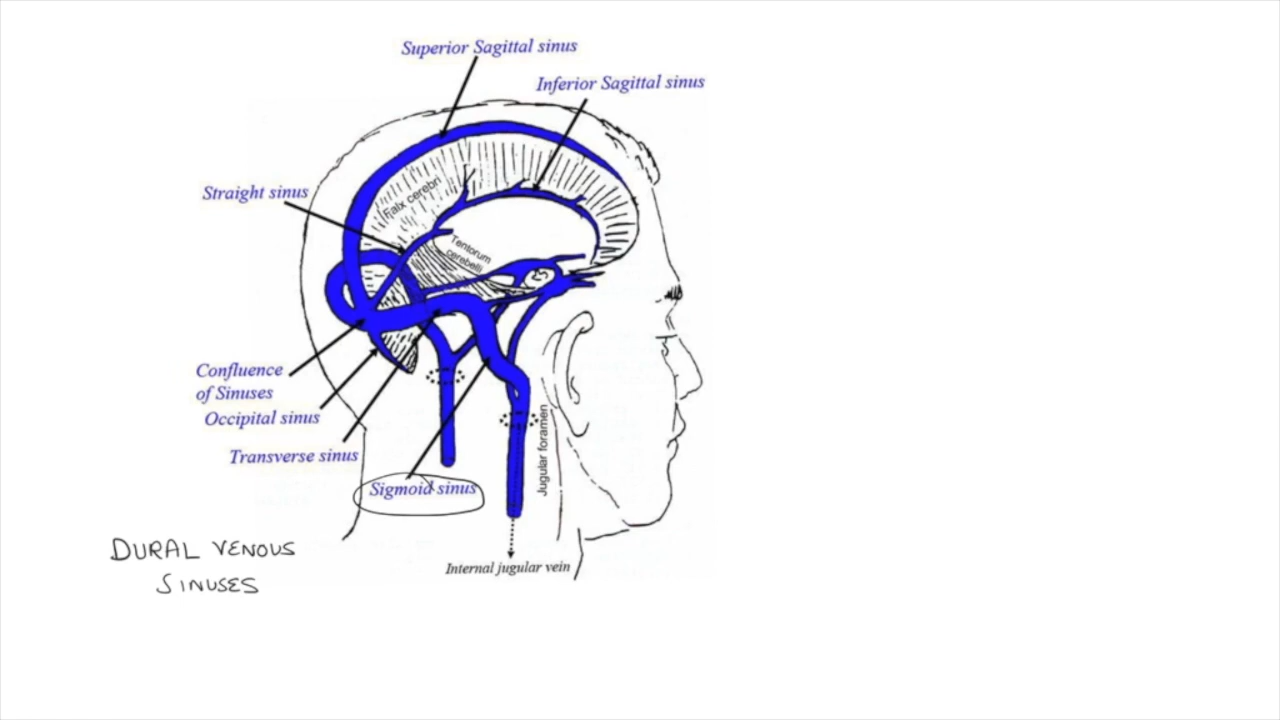 Superior Sagittal sinus
Inferior Sagittal sinus
Straight sinus
Falx cerebri
Tentorum
cerebelli
Confluence
of Sinuses
Occipital sinus
Transverse sinus
Sigmoid sinus
Jugular foramen
Internal jugular vein
DURAL VENOUS
SINUSES